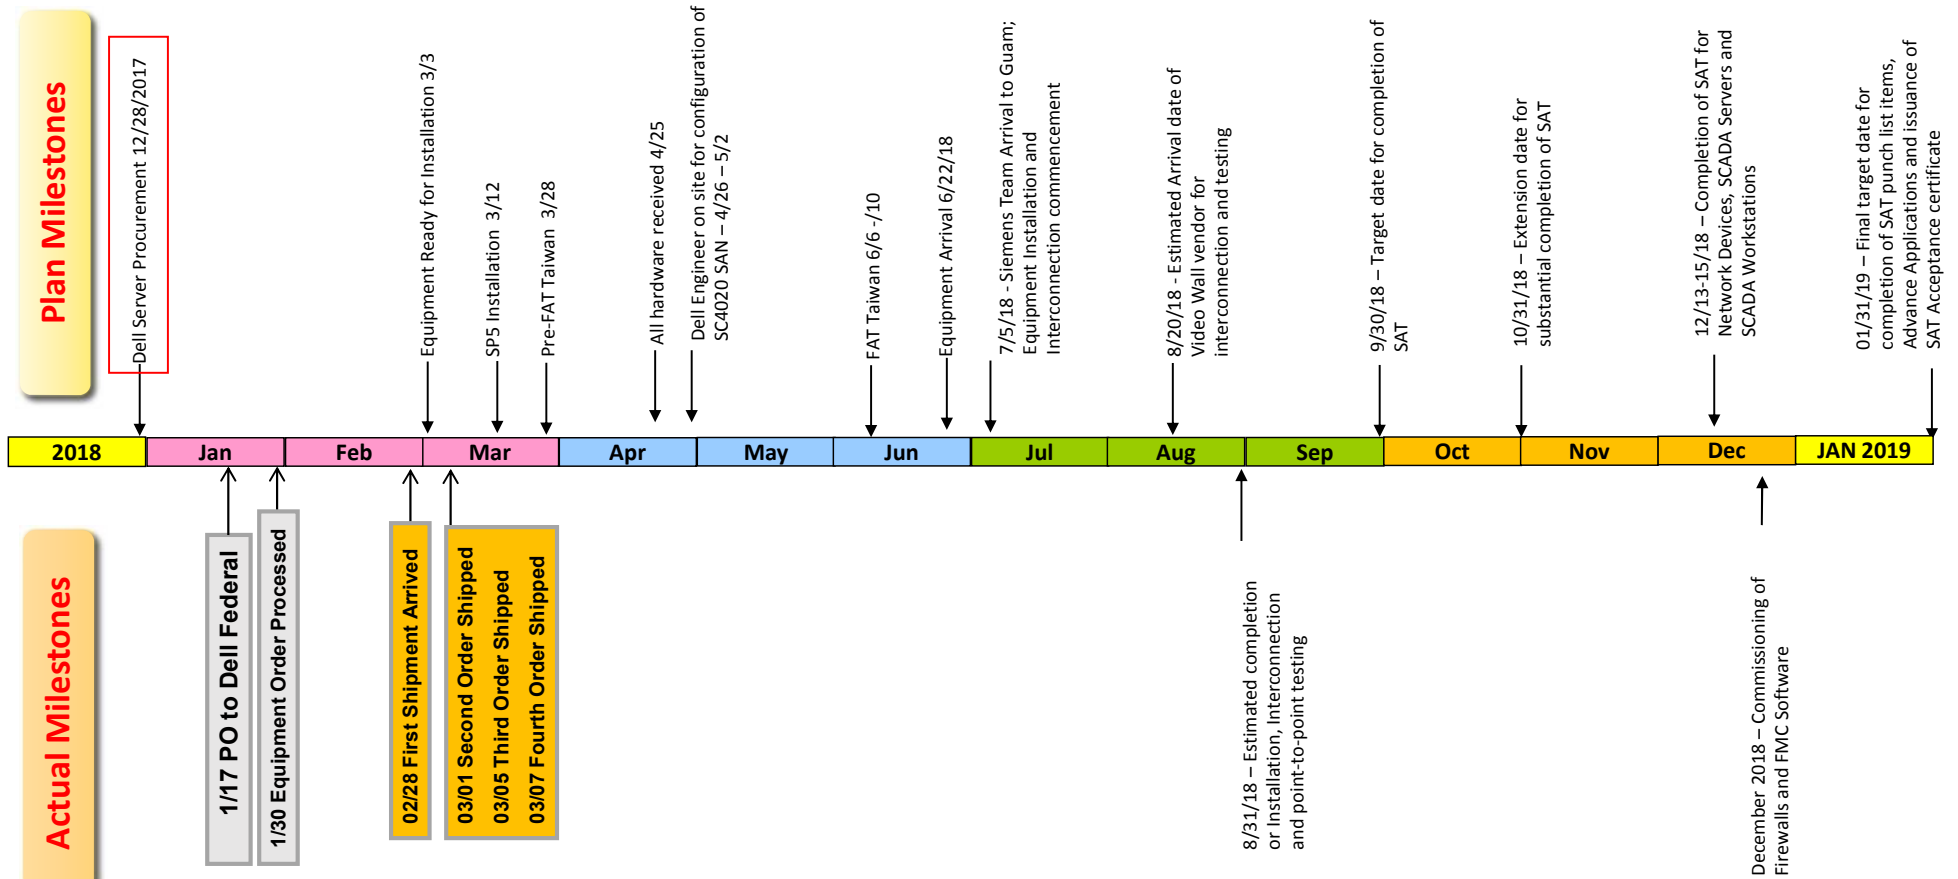 Plan Milestones
Dell Server Procurement 12/28/2017
Equipment Ready for Installation 3/3
SP5 Installation  3/12
Pre-FAT Taiwan  3/28
All hardware received 4/25
Dell Engineer on site for configuration of
SC4020 SAN – 4/26 – 5/2
FAT Taiwan 6/6 -/10
Equipment Arrival 6/22/18
7/5/18 - Siemens Team Arrival to Guam;
Equipment Installation and
Interconnection commencement
8/20/18 - Estimated Arrival date of
Video Wall vendor for
interconnection and testing
9/30/18 – Target date for completion of
SAT
10/31/18 – Extension date for
substantial completion of SAT
12/13-15/18 – Completion of SAT for
Network Devices, SCADA Servers and
SCADA Workstations
01/31/19 – Final target date for
completion of SAT punch list items,
Advance Applications and issuance of
SAT Acceptance certificate
2018
Jan
Feb
Mar
Apr
May
Jun
Jul
Aug
Sep
Oct
Nov
Dec
JAN 2019
Actual Milestones
1/17 PO to Dell Federal
1/30 Equipment Order Processed
02/28 First Shipment Arrived
03/01 Second Order Shipped
03/05 Third Order Shipped
03/07 Fourth Order Shipped
8/31/18 – Estimated completion
or Installation, Interconnection
and point-to-point testing
December 2018 – Commissioning of
Firewalls and FMC Software